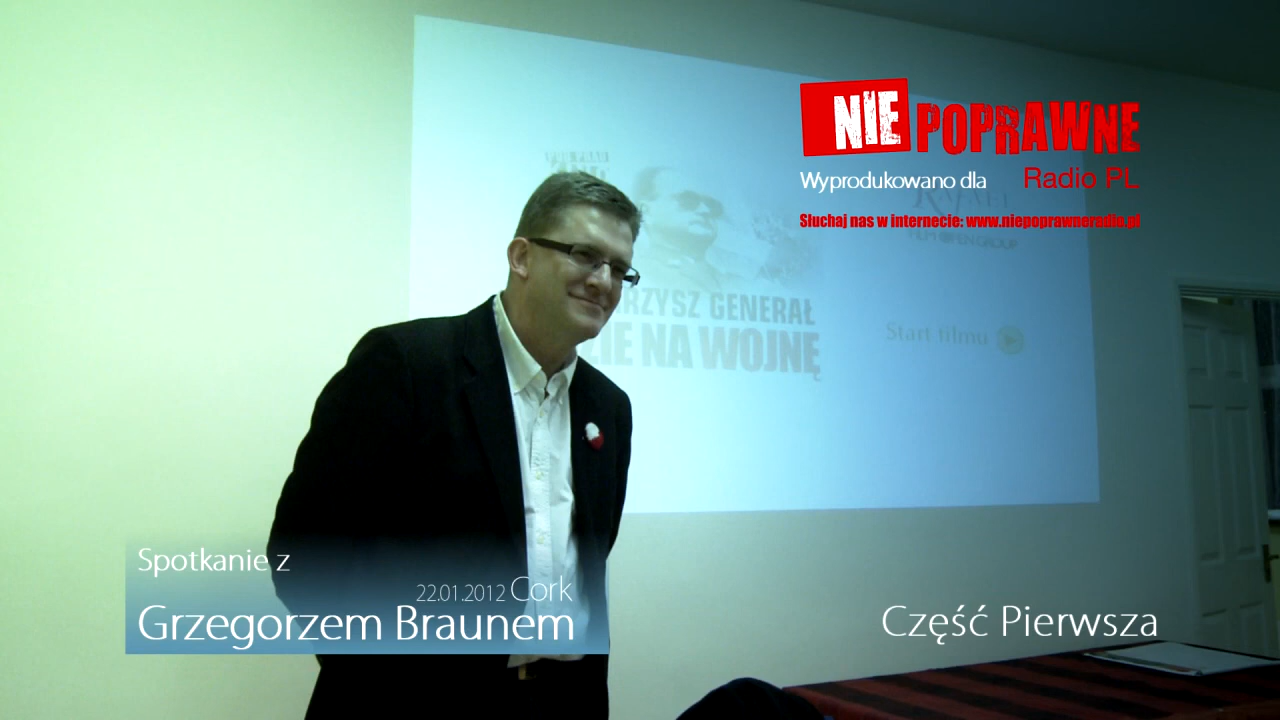 NIE POPRAWNE
Wyprodukowano dla Radio PL
Słuchaj nas w internecie: www.niepoprawneradio.pl
GENERAŁ
NA WOJNĘ
Start filmu
Spotkanie z
22.01.2012 Cork
Grzegorzem Braunem
Część Pierwsza